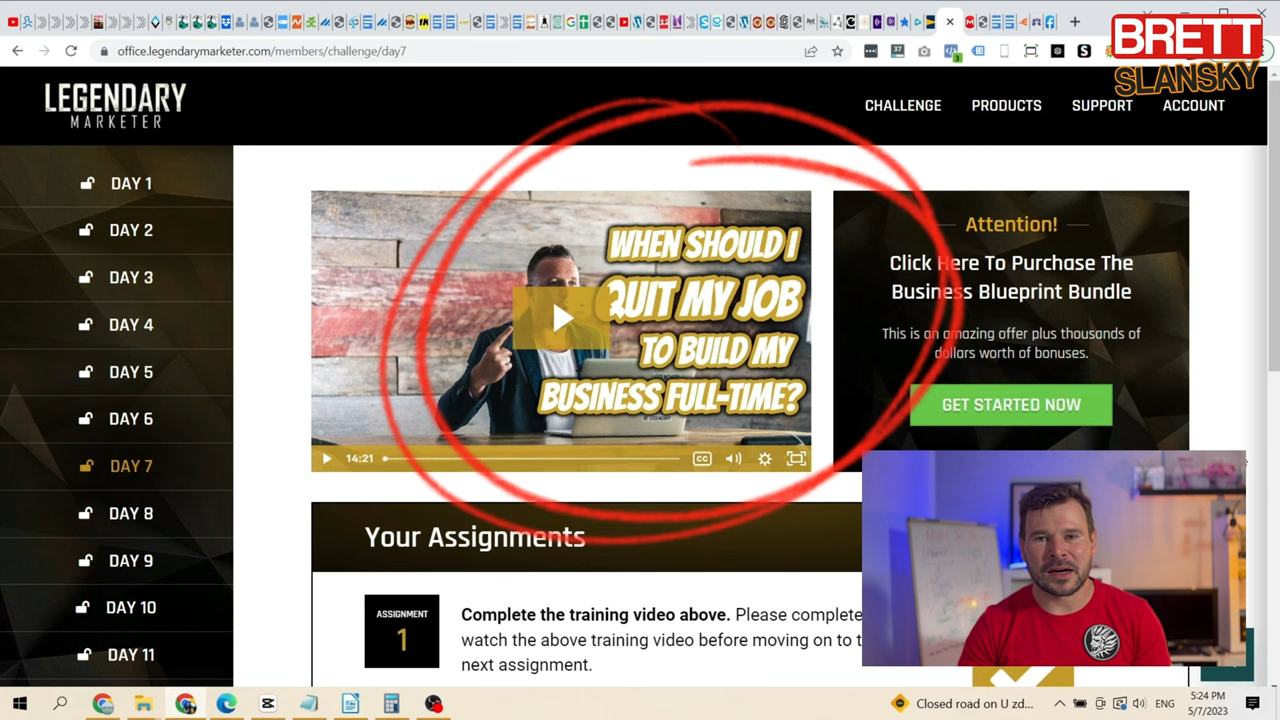 BRETT
SLANSKY
office.legendarymarketer.com/members/challenge/day7
37
3
LEGENDARY
MARKETER
CHALLENGE
PRODUCTS
SUPPORT
ACCOUNT
DAY 1
DAY 2
DAY 3
DAY 4
DAY 5
DAY 6
DAY 7
DAY 8
DAY 9
DAY 10
DAY 11
WHEN SHOULD I
QUIT MY JOB
TO BUILD MY
BUSINESS FULL-TIME?
14:21
CC
Attention!
Click Here To Purchase The
Business Blueprint Bundle
This is an amazing offer plus thousands of
dollars worth of bonuses.
GET STARTED NOW
Your Assignments
ASSIGNMENT
1
Complete the training video above. Please complete
watch the above training video before moving on to t
next assignment.
Closed road on U zd...
ENG
5:24 PM
5/7/2023